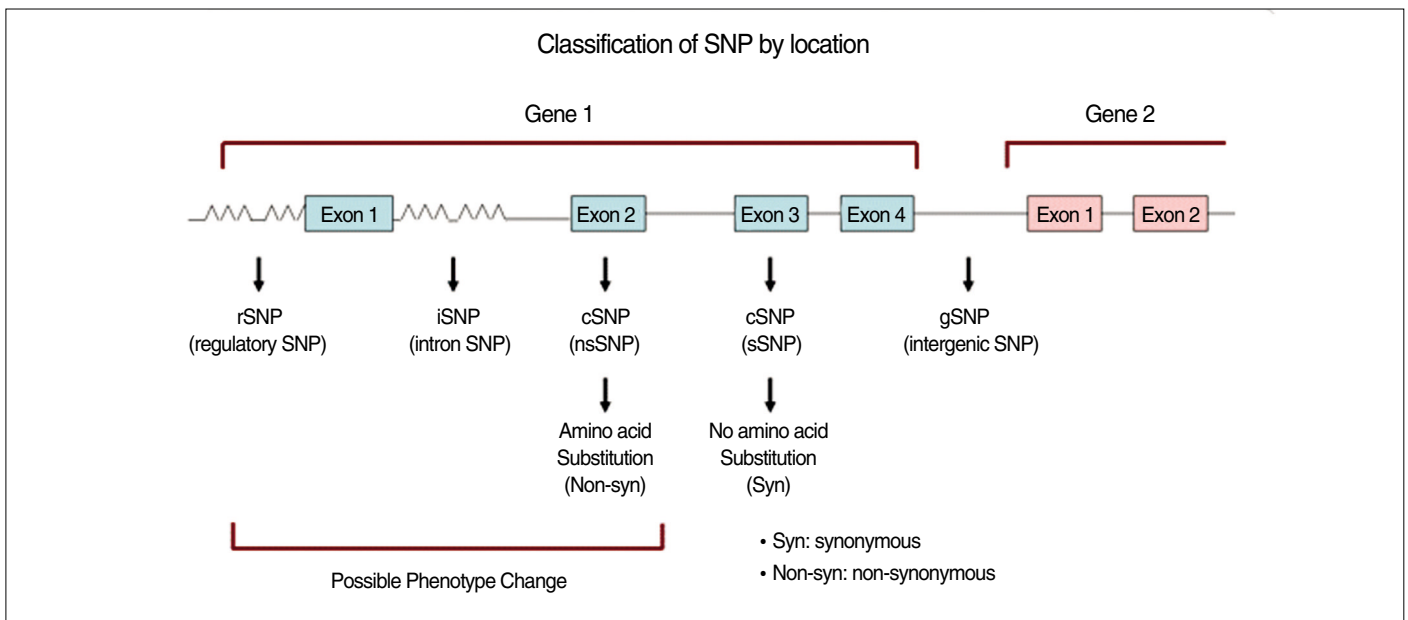 Classification of SNP by location
Gene 1
Gene 2
Exon 1
Exon 2
Exon 3
Exon 4
Exon 1
Exon 2
rSNP
(regulatory SNP)
iSNP
(intron SNP)
cSNP
(nsSNP)
cSNP
(sSNP)
gSNP
(intergenic SNP)
Amino acid
Substitution
(Non-syn)
No amino acid
Substitution
(Syn)
Possible Phenotype Change
• Syn: synonymous
• Non-syn: non-synonymous